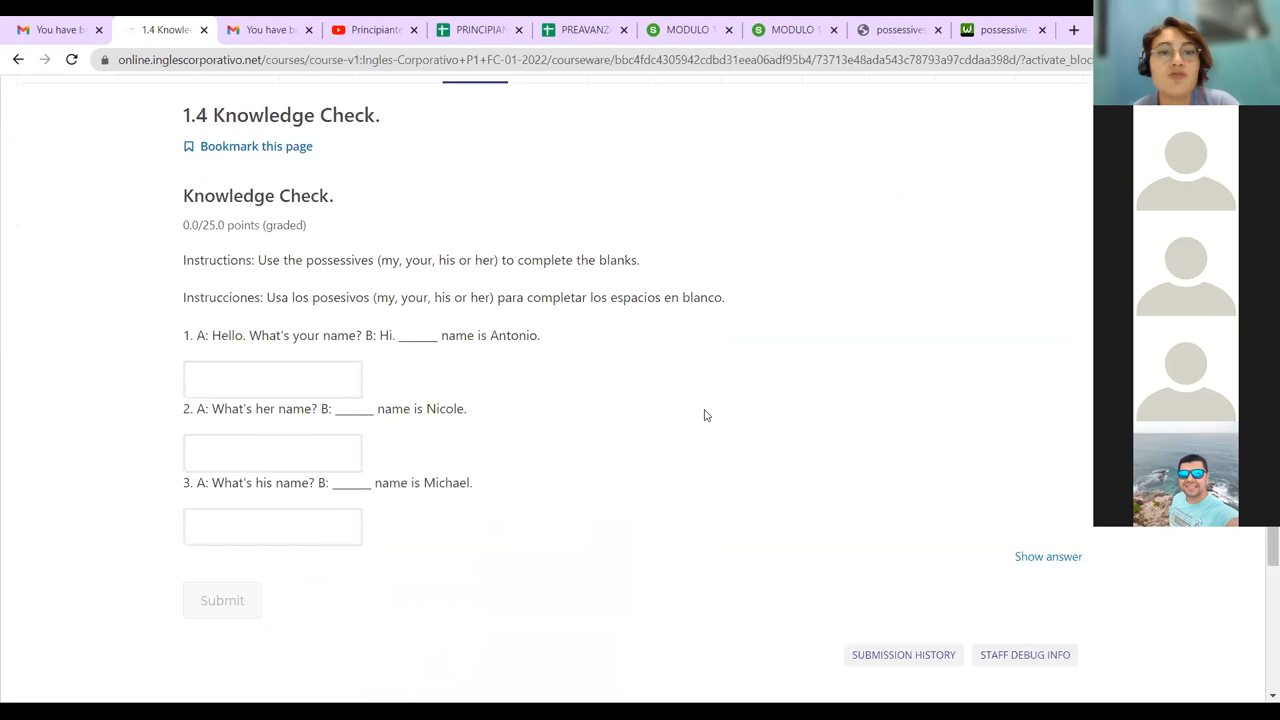 You have b
1.4 Knowle
You have b
Principiante
PRINCIPIAN
PREAVANZ
MODULO 1
MODULO 1
possessive
possessive
online.inglescorporativo.net/courses/course-v1:Ingles-Corporativo+P1+FC-01-2022/courseware/bbc4fdc4305942cdbd31eea06adf95b4/73713e48ada543c78793a97cddaa398d/?activate_bloc
1.4 Knowledge Check.
Bookmark this page
Knowledge Check.
0.0/25.0 points (graded)
Instructions: Use the possessives (my, your, his or her) to complete the blanks.
Instrucciones: Usa los posesivos (my, your, his or her) para completar los espacios en blanco.
1. A: Hello. What's your name? B: Hi. ______ name is Antonio.
2. A: What's her name? B: ______ name is Nicole.
3. A: What's his name? B: ______ name is Michael.
Show answer
Submit
SUBMISSION HISTORY
STAFF DEBUG INFO